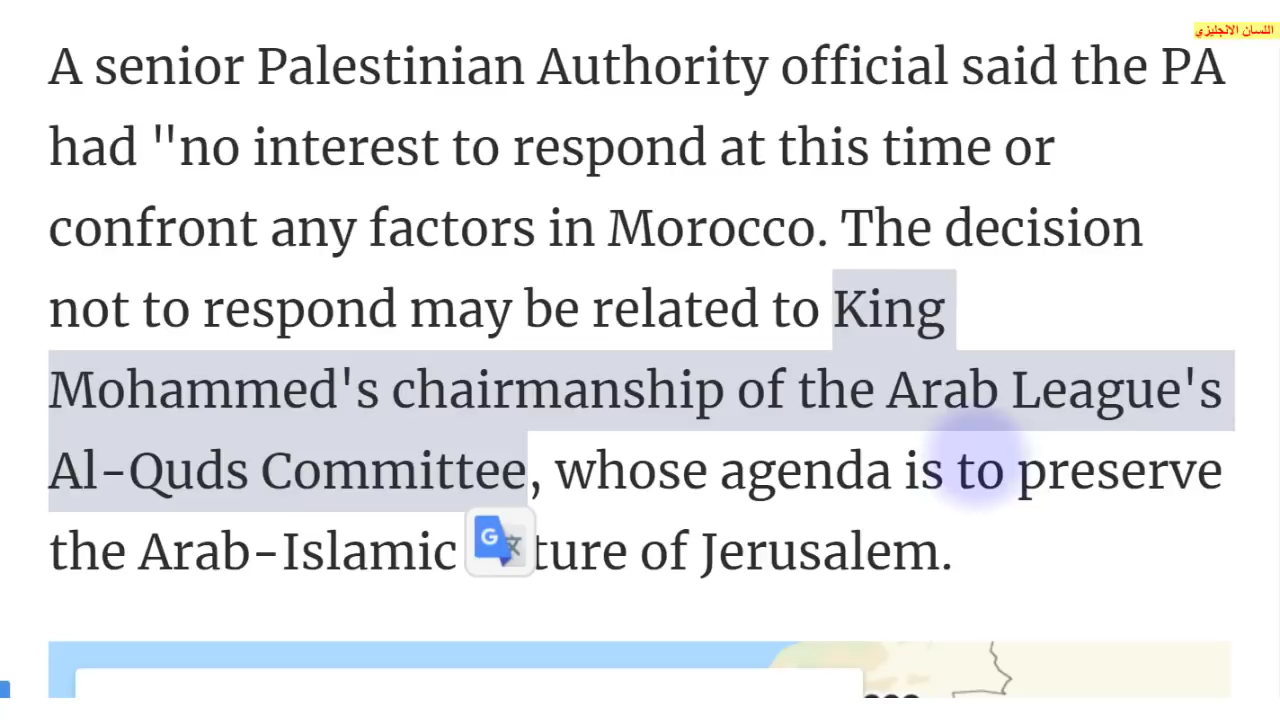 اللسان الانجليزي
A senior Palestinian Authority official said the PA
had "no interest to respond at this time or
confront any factors in Morocco. The decision
not to respond may be related to King
Mohammed's chairmanship of the Arab League's
Al-Quds Committee, whose agenda is to preserve
the Arab-Islamic ture of Jerusalem.